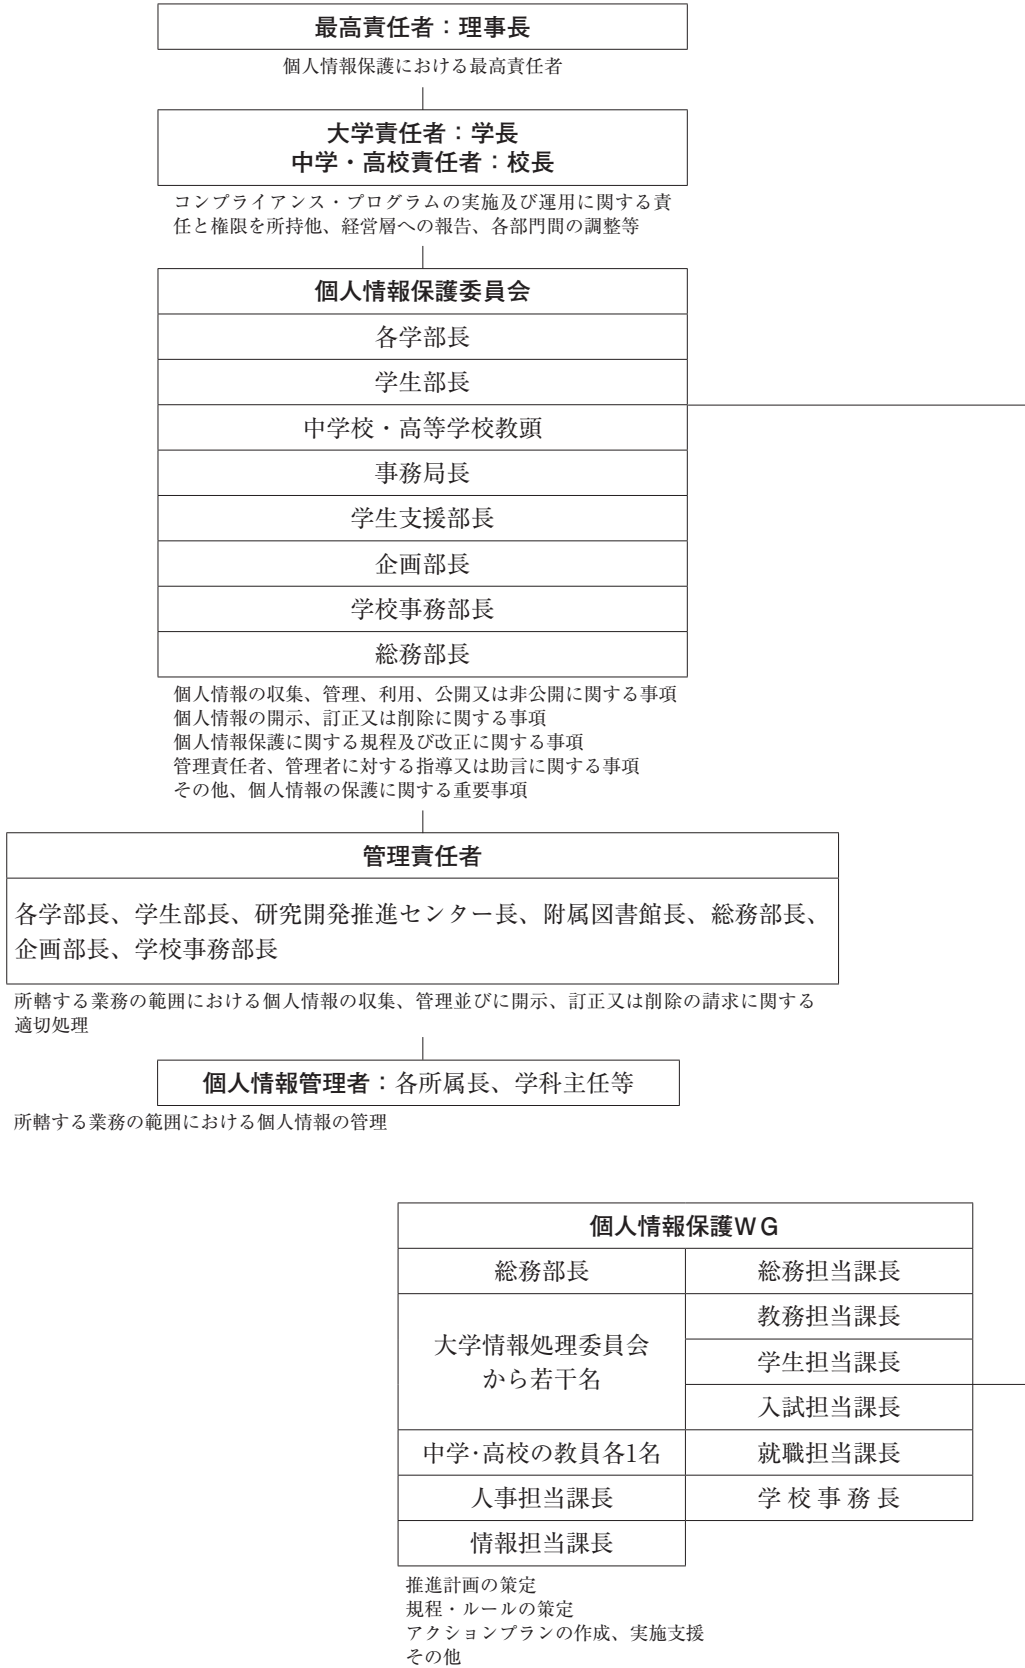 最高責任者：理事長
個人情報保護における最高責任者
大学責任者：学長
中学・高校責任者：校長
コンプライアンス・プログラムの実施及び運用に関する責
任と権限を所持他、経営層への報告、各部門間の調整等
個人情報保護委員会
各学部長
学生部長
中学校・高等学校教頭
事務局長
学生支援部長
企画部長
学校事務部長
総務部長
個人情報の収集、管理、利用、公開又は非公開に関する事項
個人情報の開示、訂正又は削除に関する事項
個人情報保護に関する規程及び改正に関する事項
管理責任者、管理者に対する指導又は助言に関する事項
その他、個人情報の保護に関する重要事項
管理責任者
各学部長、学生部長、研究開発推進センター長、附属図書館長、総務部長、
企画部長、学校事務部長
所轄する業務の範囲における個人情報の収集、管理並びに開示、訂正又は削除の請求に関する
適切処理
個人情報管理者：各所属長、学科主任等
所轄する業務の範囲における個人情報の管理
個人情報保護WG
総務部長
総務担当課長
大学情報処理委員会
から若干名
教務担当課長
学生担当課長
入試担当課長
中学･高校の教員各1名
就職担当課長
人事担当課長
学校事務長
情報担当課長
推進計画の策定
規程・ルールの策定
アクションプランの作成、実施支援
その他